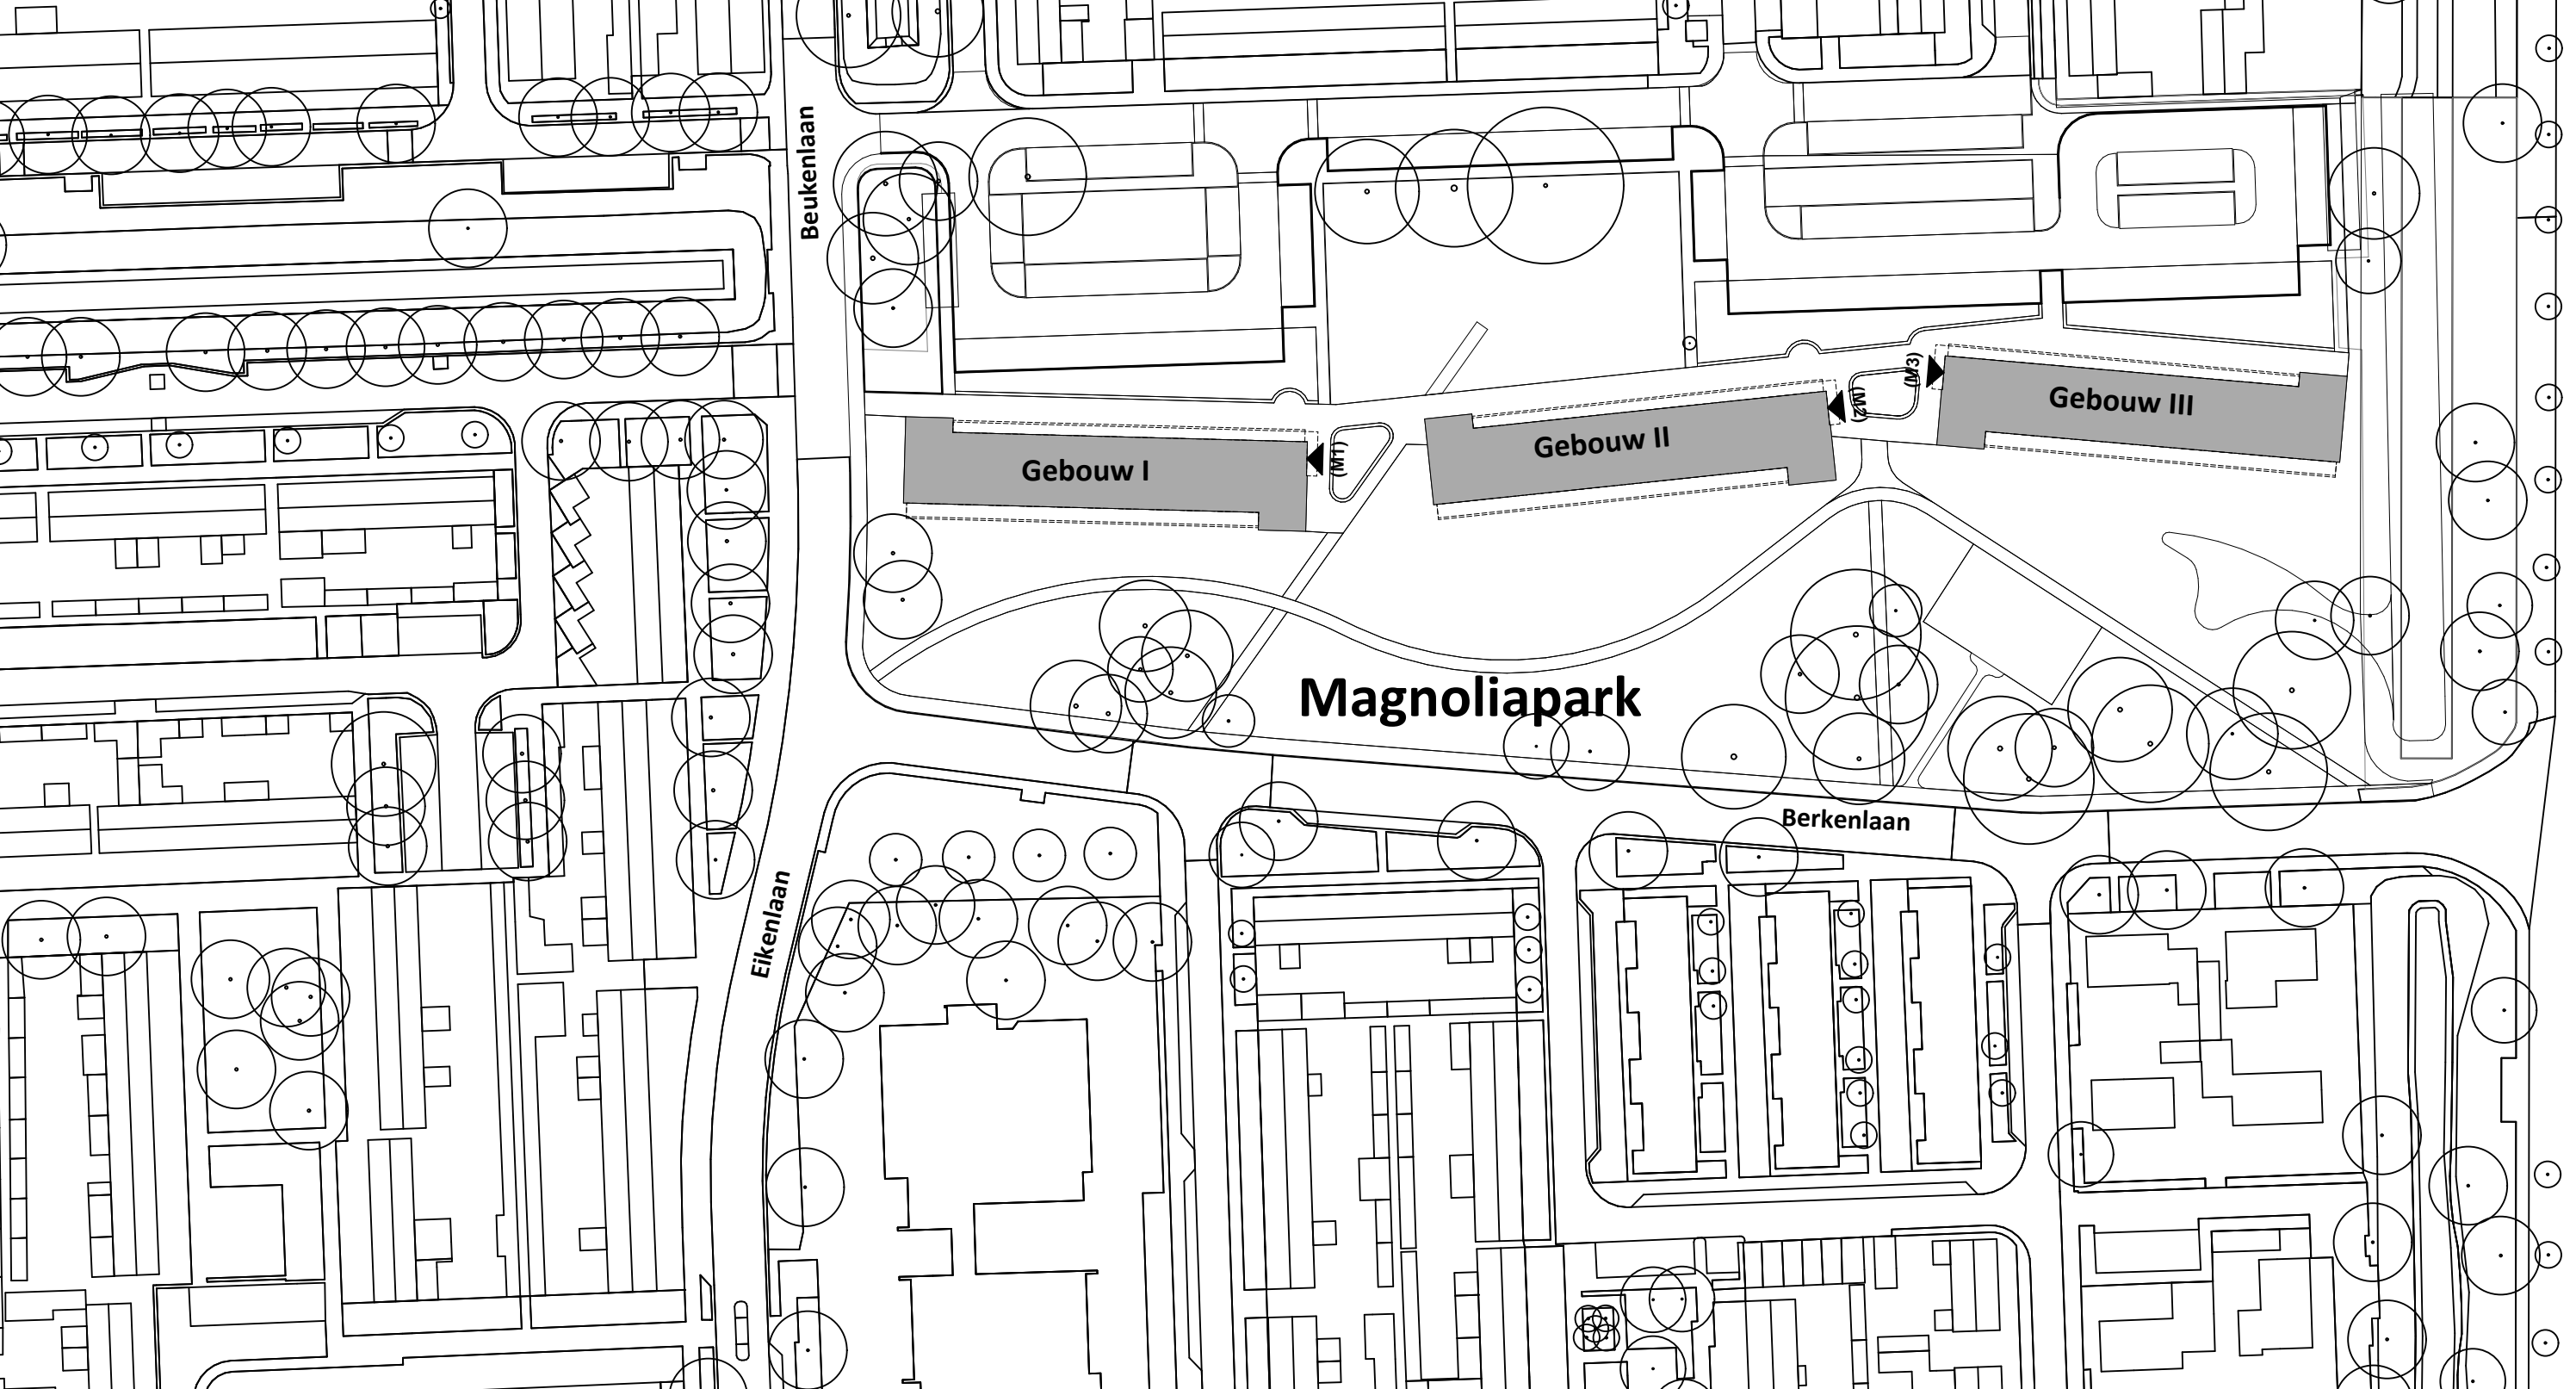 Beukenlaan
Gebouw I
(M1)
Gebouw II
(M2)
(M3)
Gebouw III
Magnoliapark
Berkenlaan
Eikenlaan